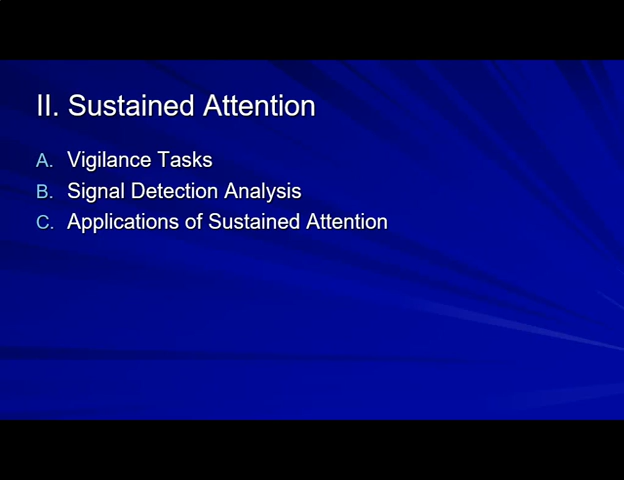 II. Sustained Attention
A. Vigilance Tasks
B. Signal Detection Analysis
C. Applications of Sustained Attention